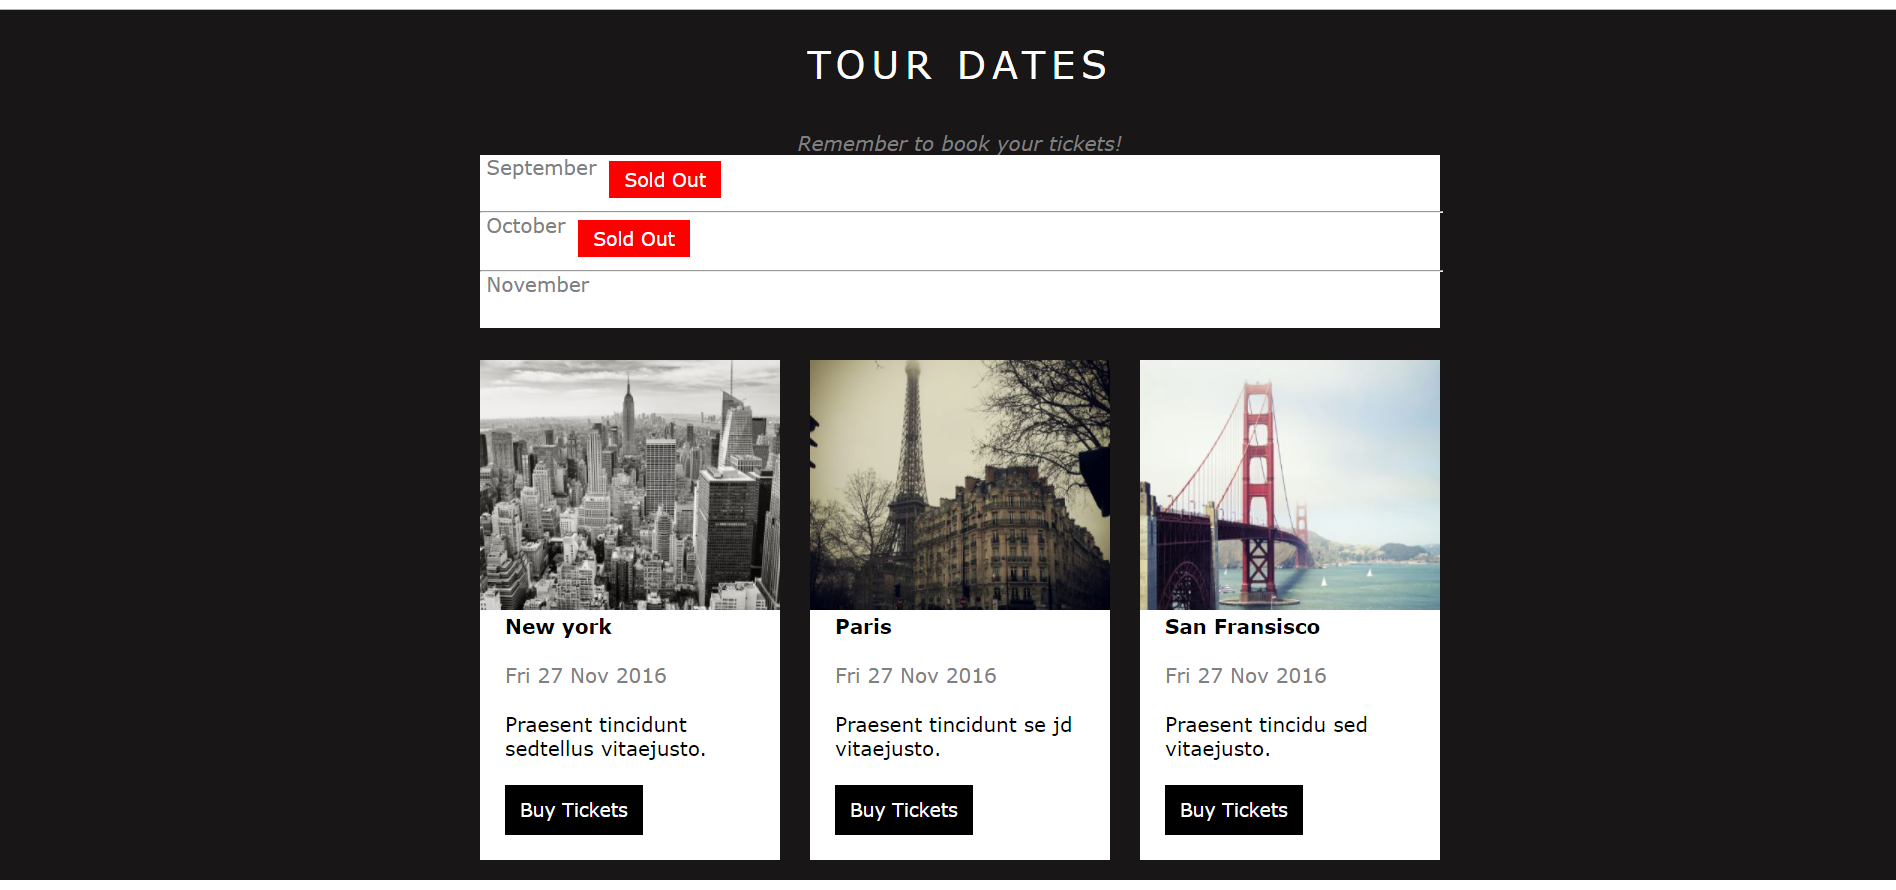 TOUR DATES
Remember to book your tickets!
September Sold Out
October Sold Out
November
New york
Fri 27 Nov 2016
Praesent tincidunt
sedtellus vitaejusto.
Buy Tickets
Paris
Fri 27 Nov 2016
Praesent tincidunt se jd
vitaejusto.
Buy Tickets
San Fransisco
Fri 27 Nov 2016
Praesent tincidu sed
vitaejusto.
Buy Tickets